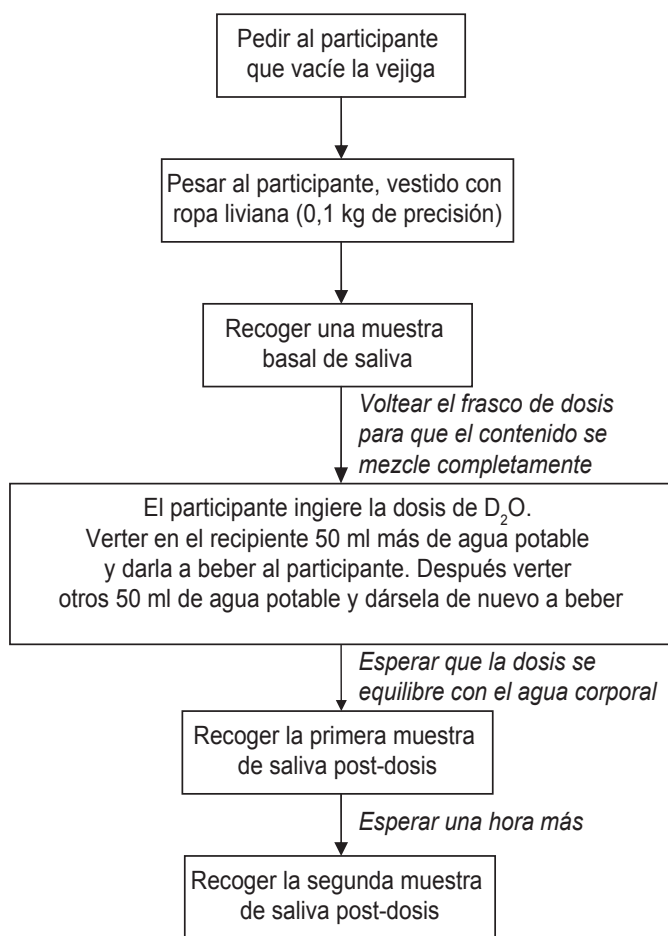 Pedir al participante
que vacíe la vejiga
Pesar al participante, vestido con
ropa liviana (0,1 kg de precisión)
Recoger una muestra
basal de saliva
Voltear el frasco de dosis
para que el contenido se
mezcle completamente
El participante ingiere la dosis de D₂O.
Verter en el recipiente 50 ml más de agua potable
y darla a beber al participante. Después verter
otros 50 ml de agua potable y dársela de nuevo a beber
Esperar que la dosis se
equilibre con el agua corporal
Recoger la primera muestra
de saliva post-dosis
Esperar una hora más
Recoger la segunda muestra
de saliva post-dosis